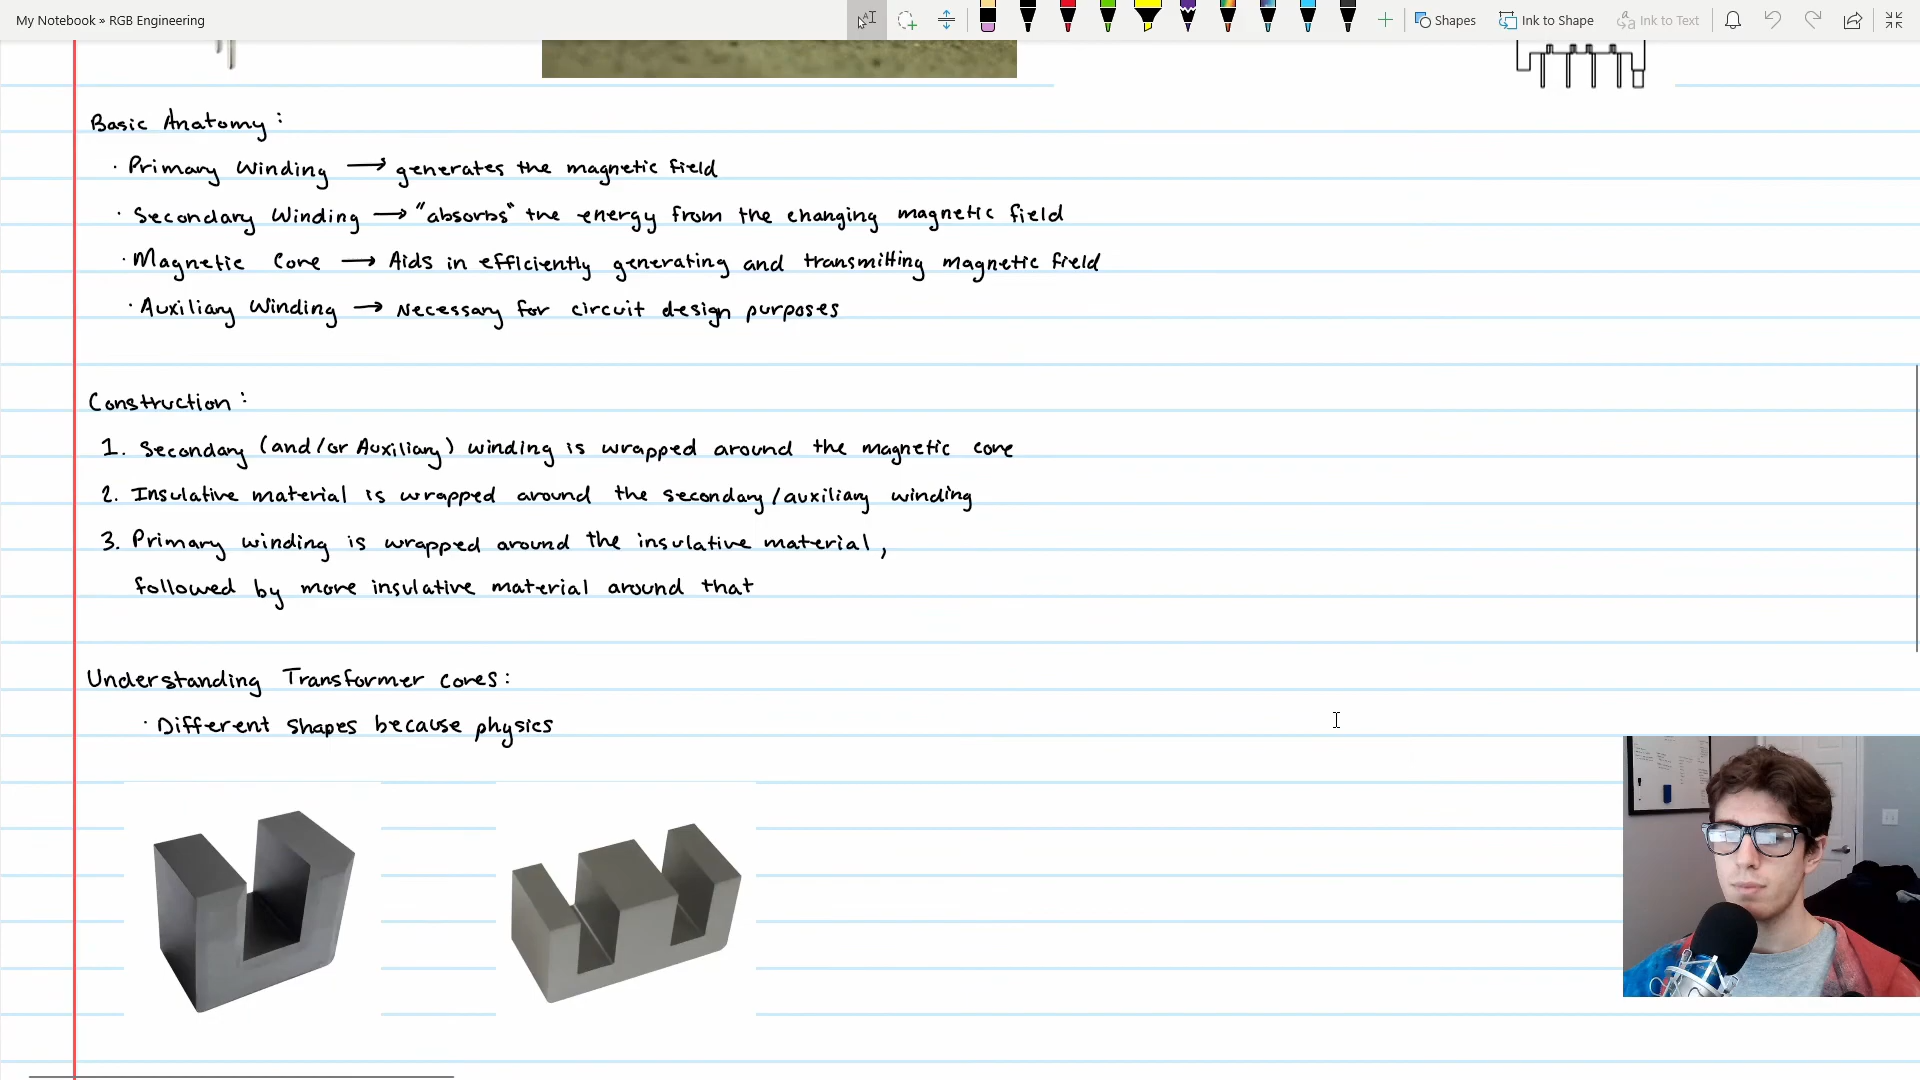 My Notebook » RGB Engineering
Shapes Ink to Shape Ink to Text
Basic Anatomy:
· Primary Winding → generates the magnetic field
· Secondary Winding → "absorbs" the energy from the changing magnetic field
· Magnetic Core → Aids in efficiently generating and transmitting magnetic field
· Auxiliary Winding → Necessary for circuit design purposes
Construction:
1. Secondary (and/or Auxiliary) winding is wrapped around the magnetic core
2. Insulative material is wrapped around the secondary/auxiliary winding
3. Primary winding is wrapped around the insulative material,
followed by more insulative material around that
Understanding Transformer cores:
· Different shapes because physics